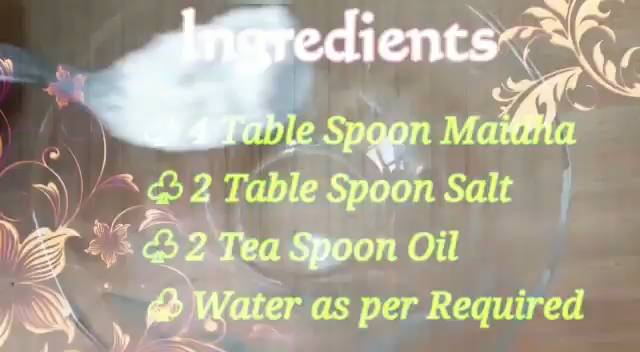 Ingredients
4 Table Spoon Maidha
2 Table Spoon Salt
2 Tea Spoon Oil
Water as per Required